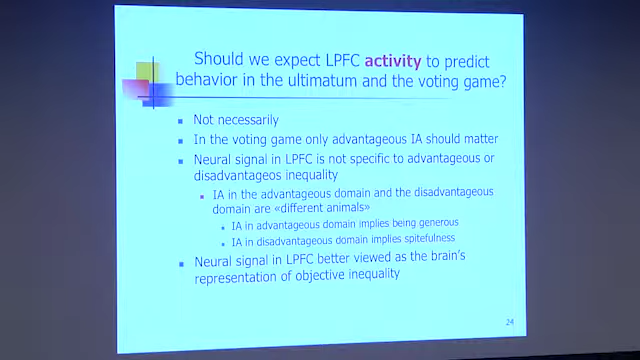 Should we expect LPFC activity to predict
behavior in the ultimatum and the voting game?
Not necessarily
In the voting game only advantageous IA should matter
Neural signal in LPFC is not specific to advantageous or
disadvantageos inequality
IA in the advantageous domain and the disadvantageous
domain are «different animals»
IA in advantageous domain implies being generous
IA in disadvantageous domain implies spitefulness
Neural signal in LPFC better viewed as the brain's
representation of objective inequality
24